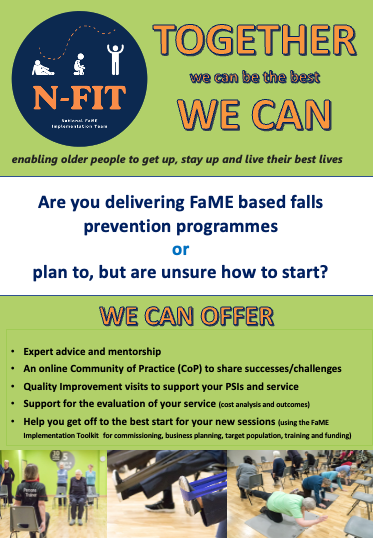 TOGETHER
we can be the best
WE CAN
N-FIT
National FaME
Implementation Team
enabling older people to get up, stay up and live their best lives
Are you delivering FaME based falls
prevention programmes
or
plan to, but are unsure how to start?
WE CAN OFFER
• Expert advice and mentorship
• An online Community of Practice (CoP) to share successes/challenges
• Quality Improvement visits to support your PSIs and service
• Support for the evaluation of your service (cost analysis and outcomes)
• Help you get off to the best start for your new sessions (using the FaME
Implementation Toolkit for commissioning, business planning, target population, training and funding)